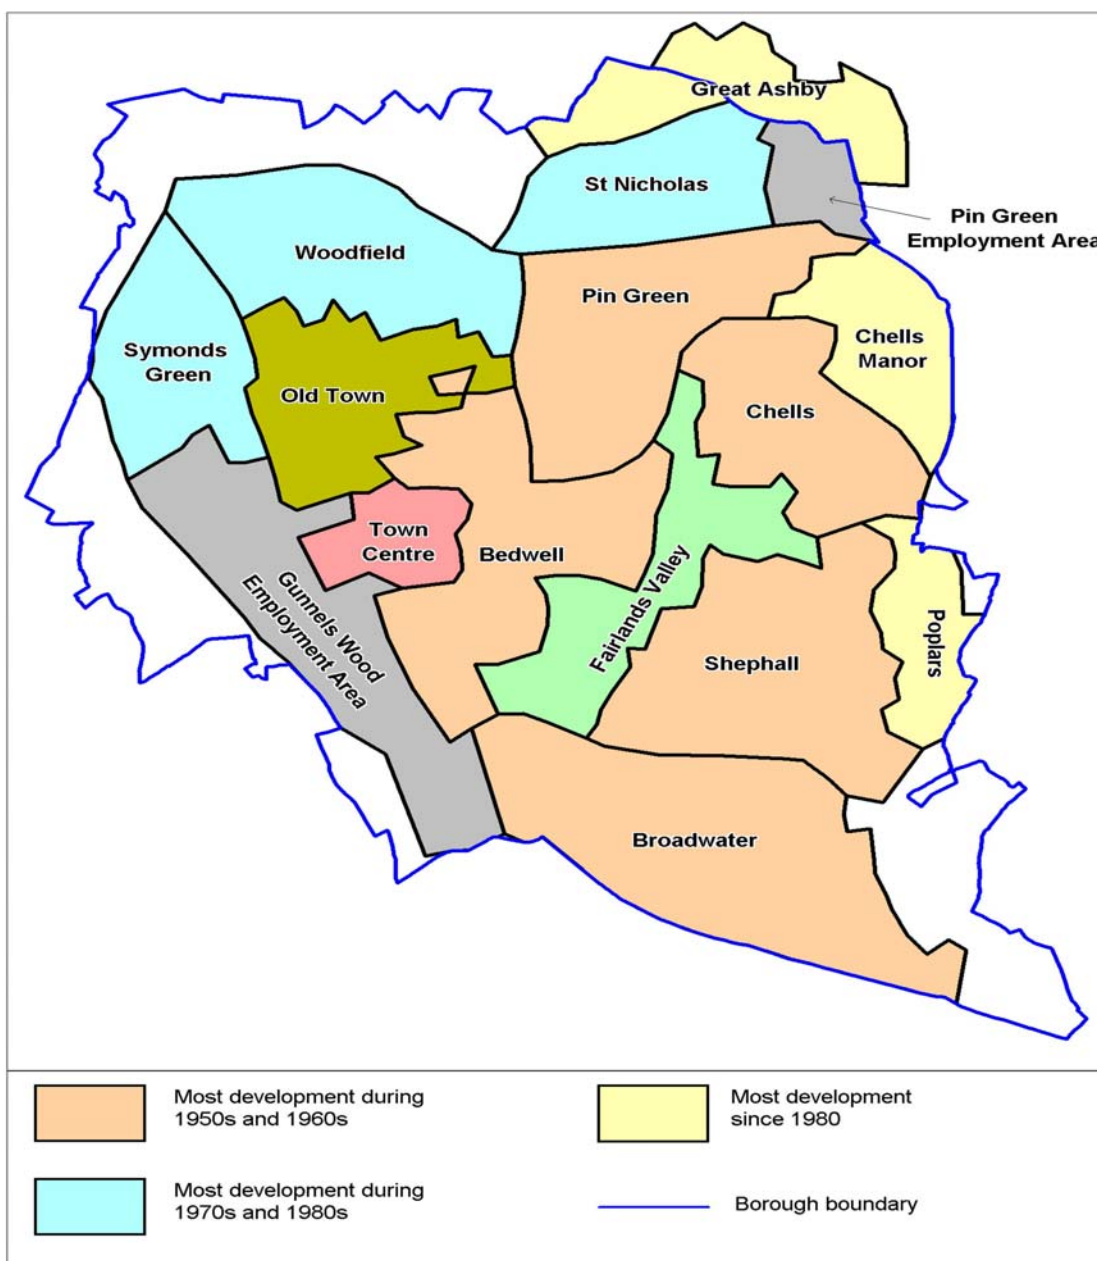 Great Ashby
St Nicholas
Pin Green
Employment Area
Woodfield
Pin Green
Symonds
Green
Chells
Manor
Old Town
Chells
Town
Centre
Bedwell
Gunnels Wood
Employment Area
Fairlands Valley
Shephall
Poplars
Broadwater
Most development during
1950s and 1960s
Most development
since 1980
Most development during
1970s and 1980s
Borough boundary